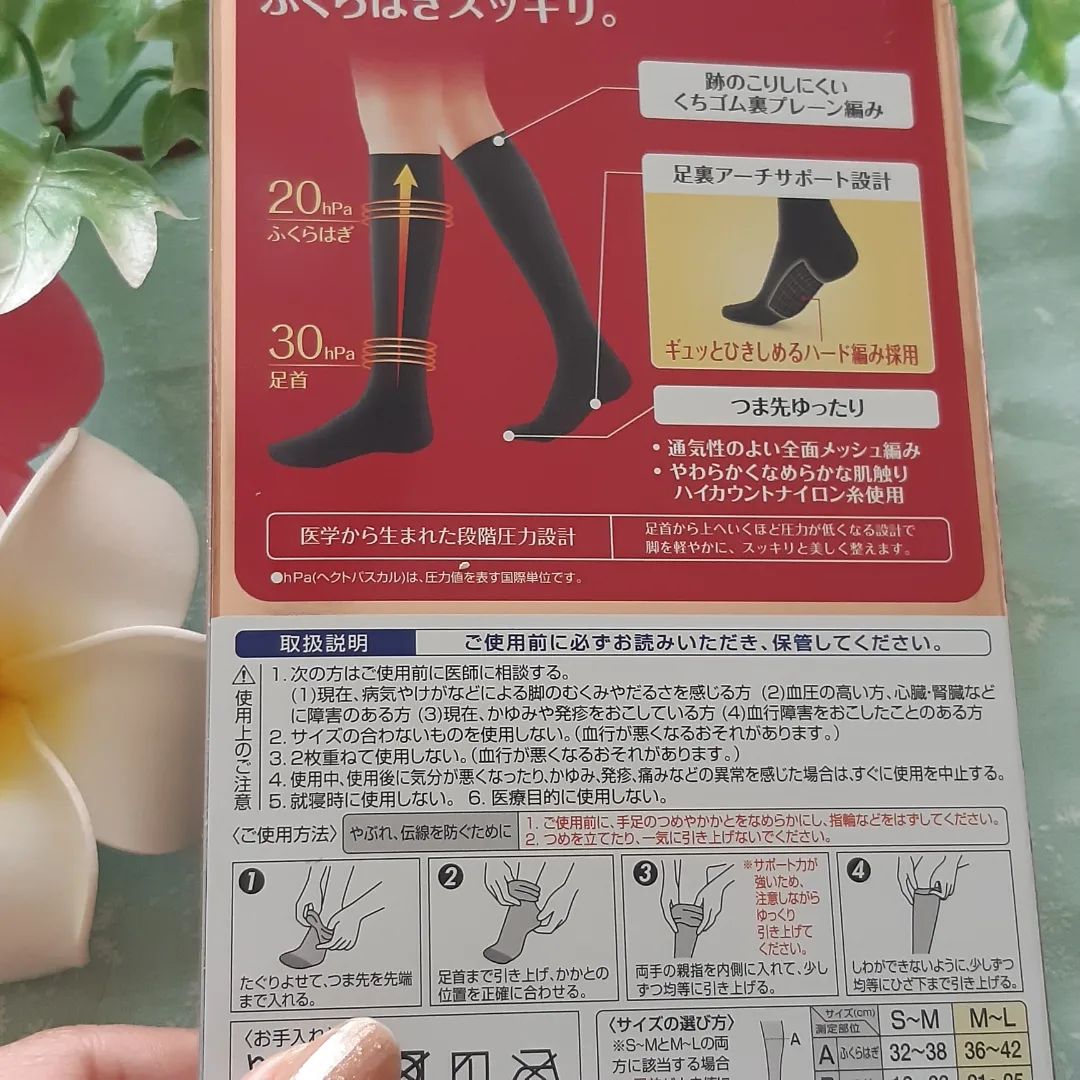 ふくらはぎスッキリ。
跡のこりしにくい
くちゴム裏プレーン編み
足裏アーチサポート設計
20hPa
ふくらはぎ
30hPa
足首
ギュッとひきしめるハード編み採用
つま先ゆったり
・通気性のよい全面メッシュ編み
・やわらかくなめらかな肌触り
ハイカウントナイロン糸使用
医学から生まれた段階圧力設計
足首から上へいくほど圧力が低くなる設計で
脚を軽やかに、スッキリと美しく整えます。
●hPa(ヘクトパスカル)は、圧力値を表す国際単位です。
取扱説明 ご使用前に必ずお読みいただき、保管してください。
使用上のご注意
1. 次の方はご使用前に医師に相談する。
(1)現在、病気やけがなどによる脚のむくみやだるさを感じる方 (2)血圧の高い方、心臓・腎臓など
に障害のある方 (3)現在、かゆみや発疹をおこしている方 (4)血行障害をおこしたことのある方
2. サイズの合わないものを使用しない。(血行が悪くなるおそれがあります。)
3. 2枚重ねて使用しない。(血行が悪くなるおそれがあります。)
4. 使用中、使用後に気分が悪くなったり、かゆみ、発疹、痛みなどの異常を感じた場合は、すぐに使用を中止する。
5. 就寝時に使用しない。 6. 医療目的に使用しない。
〈ご使用方法〉 やぶれ、伝線を防ぐために
1. ご使用前に、手足のつめやかかとをなめらかにし、指輪などをはずしてください。
2. つめを立てたり、一気に引き上げないでください。
1
たぐりよせて、つま先を先端
まで入れる。
2
足首まで引き上げ、かかとの
位置を正確に合わせる。
3
※サポート力が
強いため、
注意しながら
ゆっくり
引き上げて
ください。
両手の親指を内側に入れて、少し
ずつ均等に引き上げる。
4
しわができないように、少しずつ
均等にひざ下まで引き上げる。
〈お手入れ
〈サイズの選び方〉
※S~MとM~Lの両
方に該当する場合
A
サイズ(cm) S~M M~L
測定部位
A ふくらはぎ 32~38 36~42